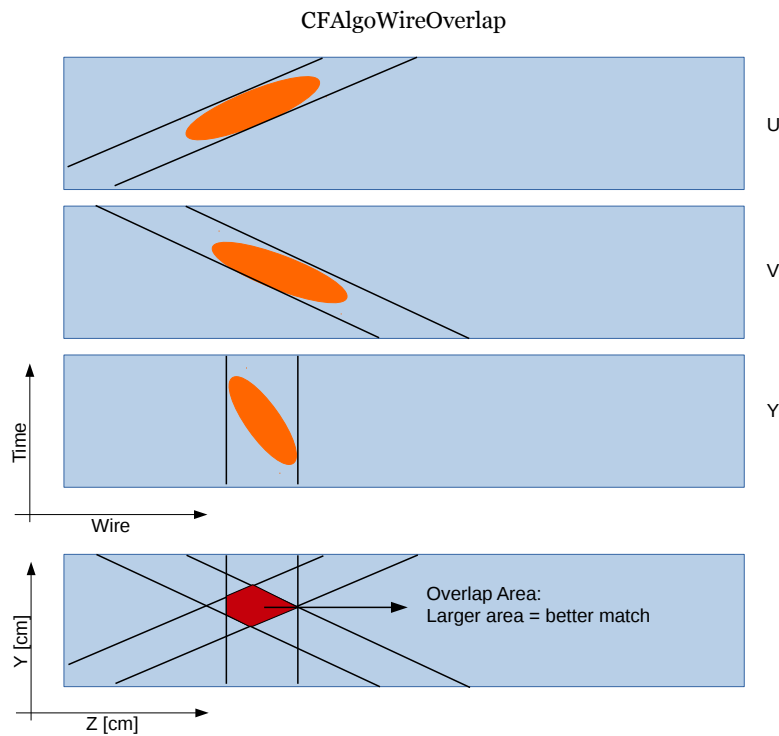 CFAlgoWireOverlap
U
V
Y
Time
Wire
Overlap Area:
Larger area = better match
Y [cm]
Z [cm]